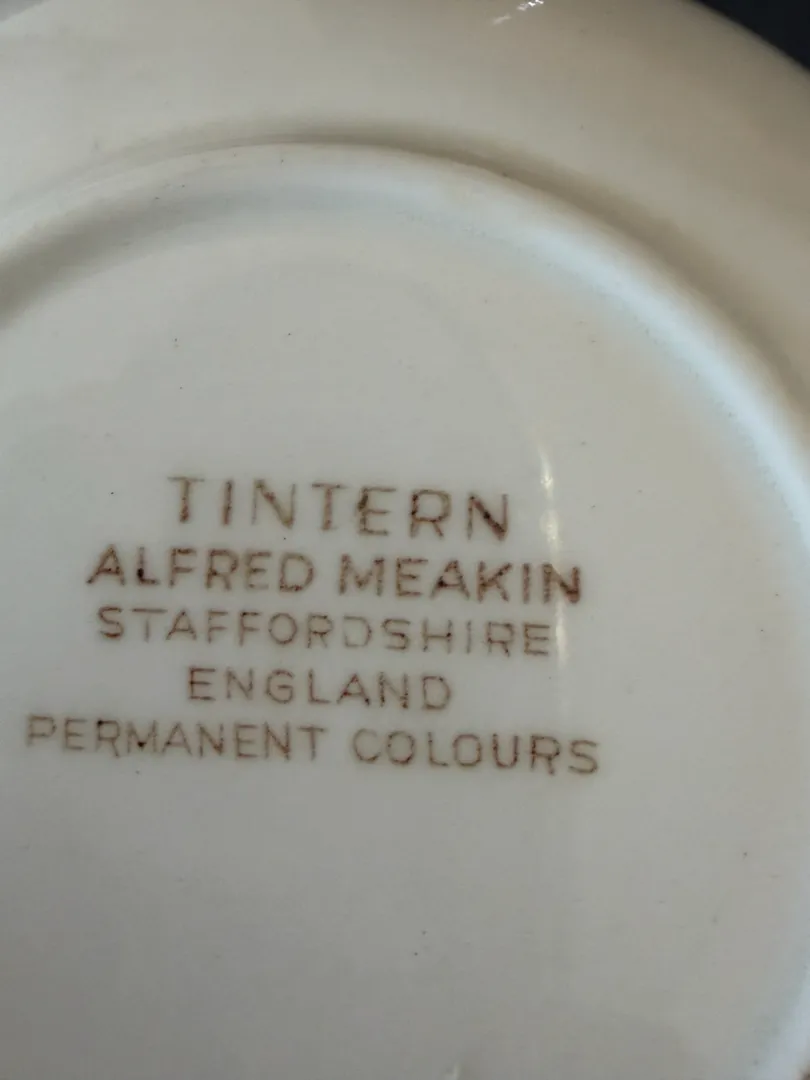 TINTERN
ALFRED MEAKIN
STAFFORDSHIRE
ENGLAND
PERMANENT COLOURS